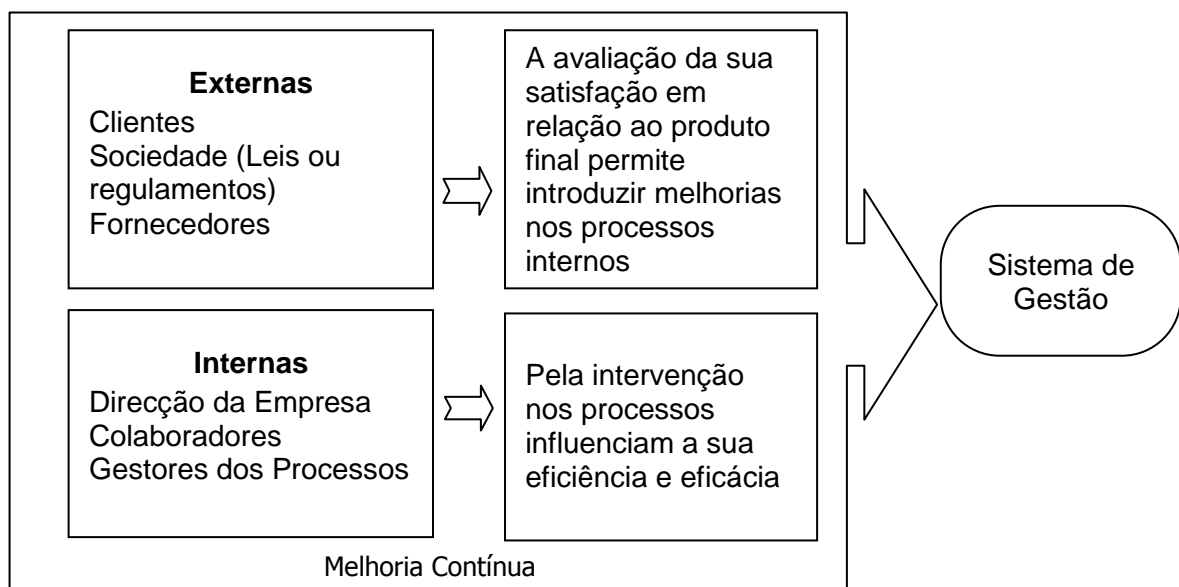 Externas
Clientes
Sociedade (Leis ou
regulamentos)
Fornecedores
A avaliação da sua
satisfação em
relação ao produto
final permite
introduzir melhorias
nos processos
internos
Internas
Direcção da Empresa
Colaboradores
Gestores dos Processos
Pela intervenção
nos processos
influenciam a sua
eficiência e eficácia
Sistema de
Gestão
Melhoria Contínua